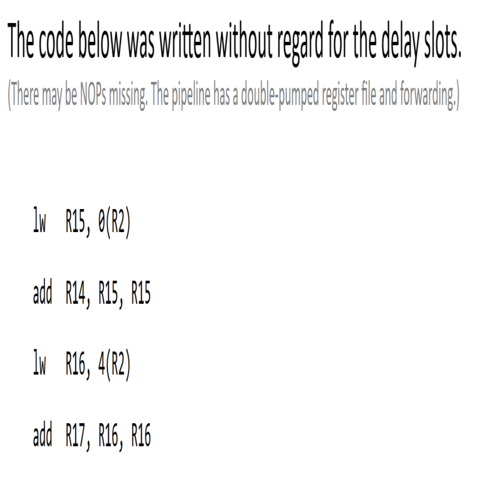 The code below was written without regard for the delay slots.
(There may be NOPs missing. The pipeline has a double-pumped register file and forwarding.)
lw R15, 0(R2)
add R14, R15, R15
lw R16, 4(R2)
add R17, R16, R16